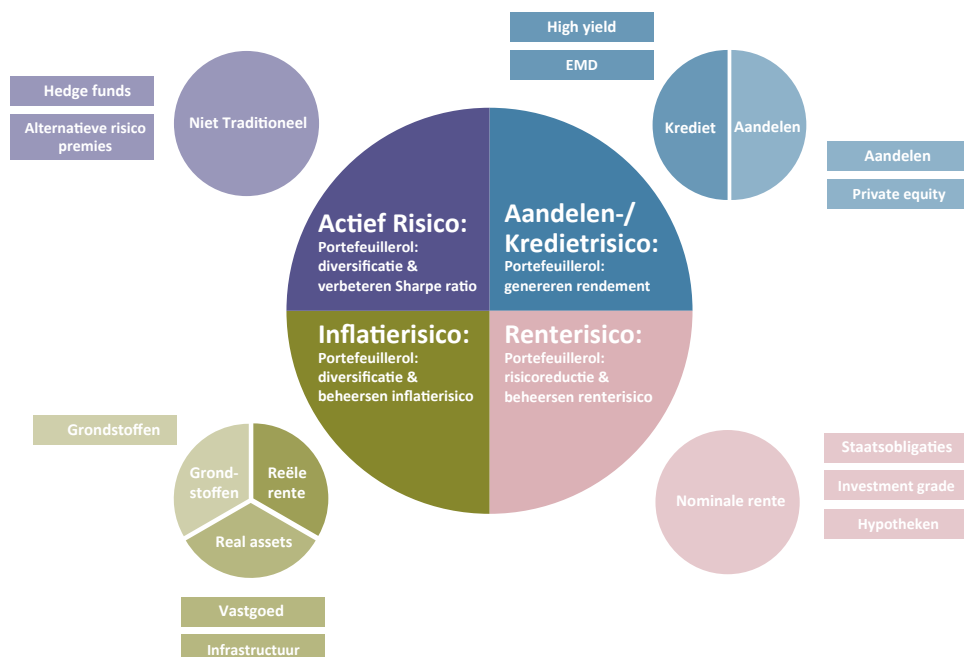 High yield
EMD
Krediet
Aandelen
Aandelen
Private equity
Hedge funds
Alternatieve risico
premies
Niet Traditioneel
Actief Risico:
Portefeuillerol:
diversificatie &
verbeteren Sharpe ratio
Aandelen-/
Kredietrisico:
Portefeuillerol:
genereren rendement
Inflatierisico:
Portefeuillerol:
diversificatie &
beheersen inflatierisico
Renterisico:
Portefeuillerol:
risicoreductie &
beheersen renterisico
Grondstoffen
Grond-
stoffen
Reële
rente
Real assets
Vastgoed
Infrastructuur
Nominale rente
Staatsobligaties
Investment grade
Hypotheken